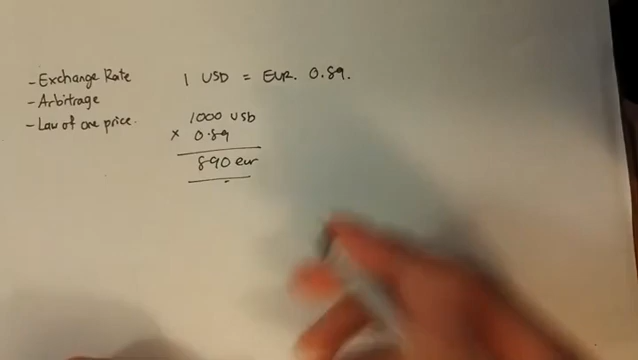 - Exchange Rate
- Arbitrage
- Law of one price.
1 USD = EUR. 0.89.
1000 USD
x 0.89
890 eur